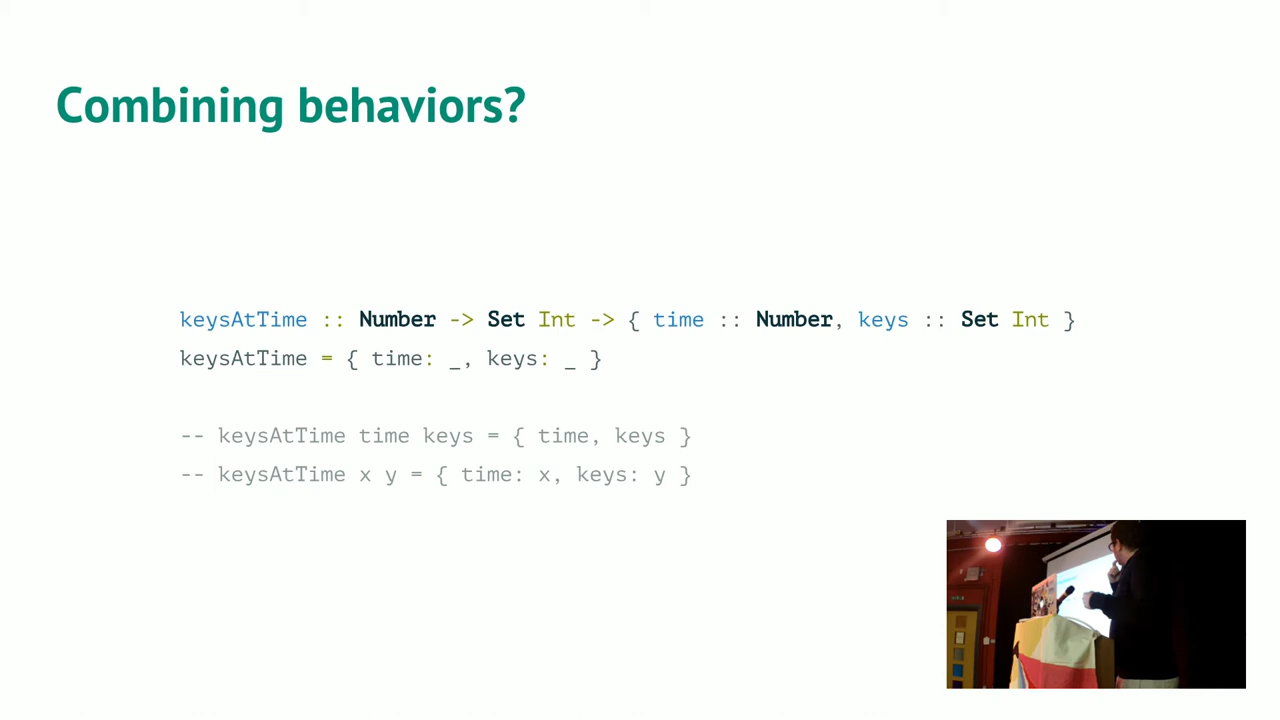 Combining behaviors?
keysAtTime :: Number -> Set Int -> { time :: Number, keys :: Set Int }
keysAtTime = { time: _, keys: _ }
-- keysAtTime time keys = { time, keys }
-- keysAtTime x y = { time: x, keys: y }